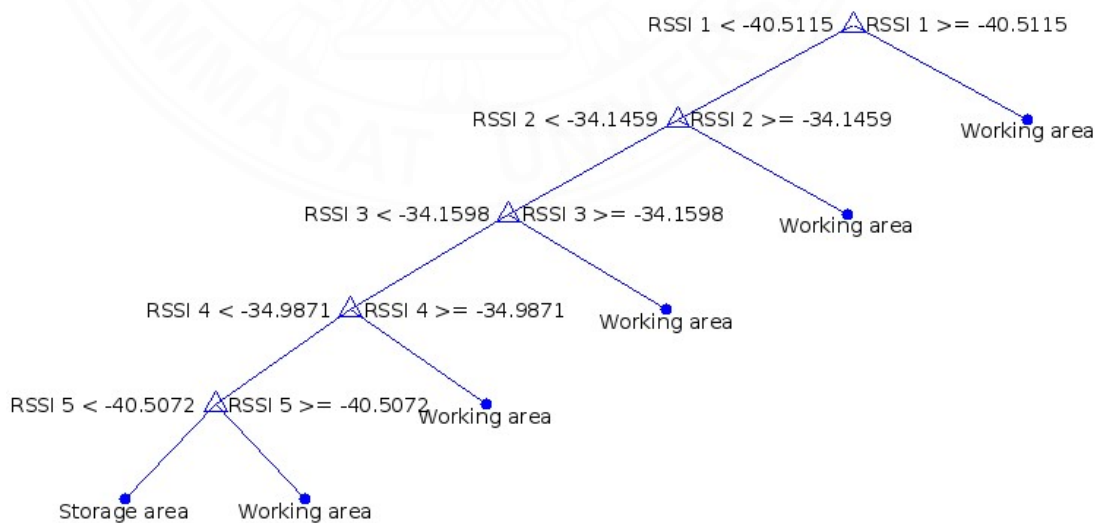 RSSI 1 < -40.5115 RSSI 1 >= -40.5115
RSSI 2 < -34.1459 RSSI 2 >= -34.1459
Working area
RSSI 3 < -34.1598 RSSI 3 >= -34.1598
Working area
RSSI 4 < -34.9871 RSSI 4 >= -34.9871
Working area
RSSI 5 < -40.5072 RSSI 5 >= -40.5072
Working area
Storage area Working area